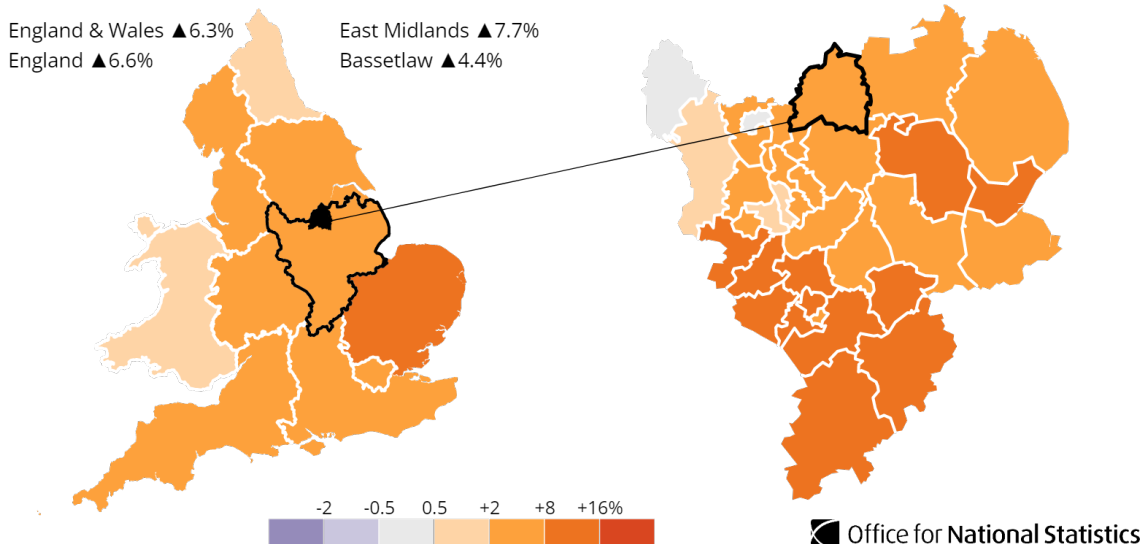 England & Wales ▲6.3%
East Midlands ▲7.7%
England ▲6.6%
Bassetlaw ▲4.4%
-2 -0.5 0.5 +2 +8 +16%
Office for National Statistics